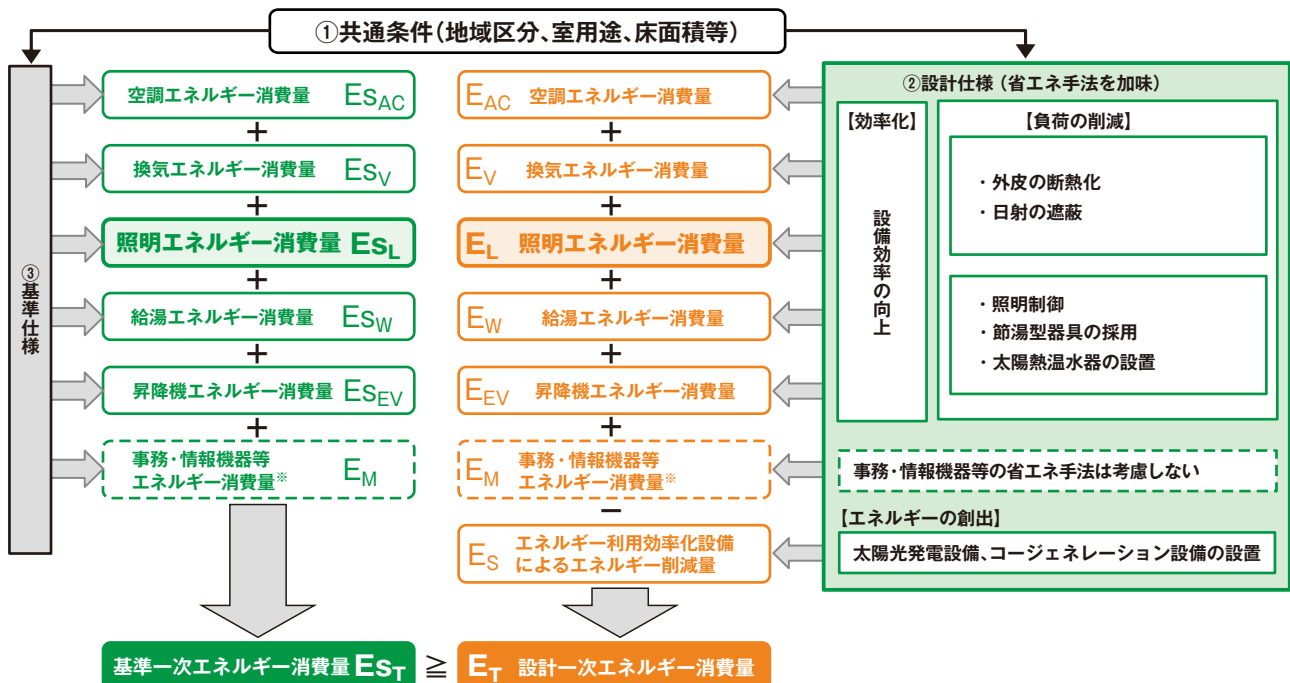 ①共通条件（地域区分、室用途、床面積等）
③基準仕様
空調エネルギー消費量 EsAC
+
換気エネルギー消費量 EsV
+
照明エネルギー消費量 EsL
+
給湯エネルギー消費量 EsW
+
昇降機エネルギー消費量 EsEV
+
事務・情報機器等
エネルギー消費量※ EM
基準一次エネルギー消費量 EsT
≧
EAC 空調エネルギー消費量
+
EV 換気エネルギー消費量
+
EL 照明エネルギー消費量
+
EW 給湯エネルギー消費量
+
EEV 昇降機エネルギー消費量
+
EM 事務・情報機器等
エネルギー消費量※
−
ES エネルギー利用効率化設備
によるエネルギー削減量
ET 設計一次エネルギー消費量
②設計仕様（省エネ手法を加味）
【効率化】
設備効率の向上
【負荷の削減】
・外皮の断熱化
・日射の遮蔽
・照明制御
・節湯型器具の採用
・太陽熱温水器の設置
事務・情報機器等の省エネ手法は考慮しない
【エネルギーの創出】
太陽光発電設備、コージェネレーション設備の設置